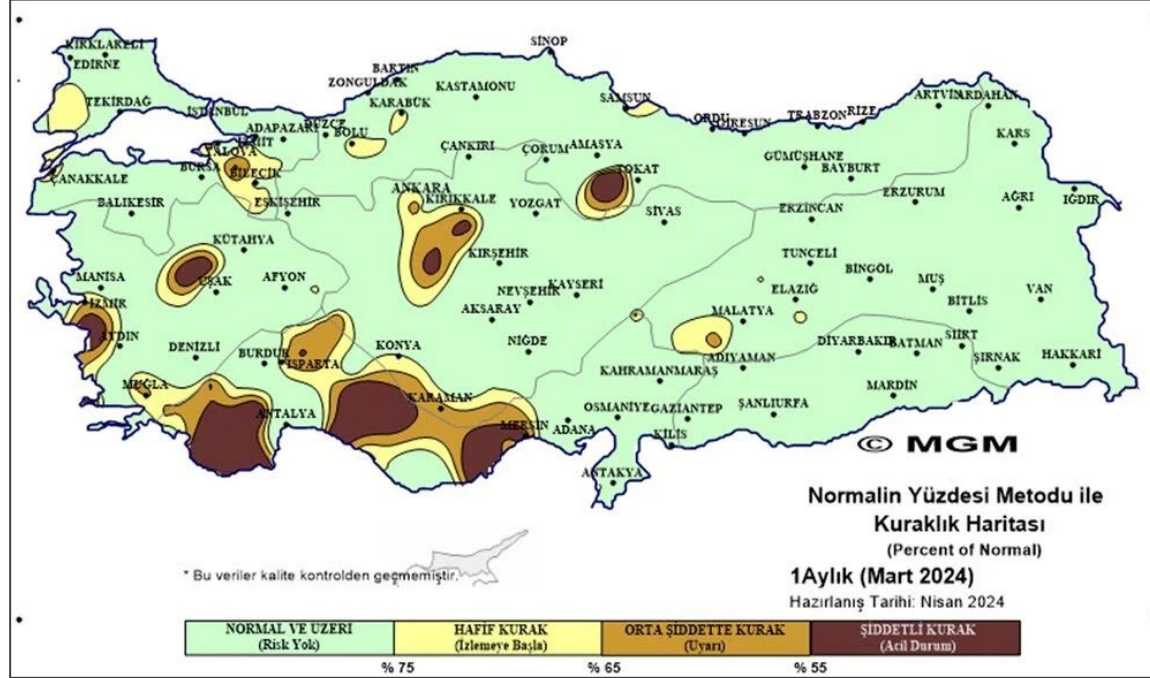 SİNOP
KIRKLARELİ
EDİRNE
BARTIN
ZONGULDAK
KASTAMONU
TEKİRDAĞ
İSTANBUL
KARABÜK
SAMSUN
ARTVİN
ARDAHAN
ORDU
GİRESUN
TRABZON
RİZE
ADAPAZARI
DÜZCE
BOLU
İZMİT
YALOVA
ÇANKIRI
ÇORUM
AMASYA
KARS
GÜMÜŞHANE
BAYBURT
ÇANAKKALE
BURSA
BİLECİK
TOKAT
ANKARA
KIRIKKALE
YOZGAT
SİVAS
ERZİNCAN
ERZURUM
AĞRI
IĞDIR
BALIKESİR
ESKİŞEHİR
KÜTAHYA
KIRŞEHİR
TUNCELİ
BİNGÖL
MUŞ
MANİSA
UŞAK
AFYON
NEVŞEHİR
KAYSERİ
ELAZIĞ
BİTLİS
VAN
İZMİR
AKSARAY
MALATYA
AYDIN
DENİZLİ
BURDUR
ISPARTA
KONYA
NİĞDE
ADIYAMAN
DİYARBAKIR
BATMAN
SİİRT
ŞIRNAK
HAKKARİ
MUĞLA
KARAMAN
KAHRAMANMARAŞ
MARDİN
ANTALYA
MERSİN
ADANA
OSMANİYE
GAZİANTEP
ŞANLIURFA
KİLİS
ANTAKYA
© MGM
Normalin Yüzdesi Metodu ile
Kuraklık Haritası
(Percent of Normal)
1Aylık (Mart 2024)
Hazırlanış Tarihi: Nisan 2024
* Bu veriler kalite kontrolden geçmemiştir.
NORMAL VE ÜZERİ
(Risk Yok)
HAFİF KURAK
(İzlemeye Başla)
ORTA ŞİDDETTE KURAK
(Uyarı)
ŞİDDETLİ KURAK
(Acil Durum)
% 75
% 65
% 55